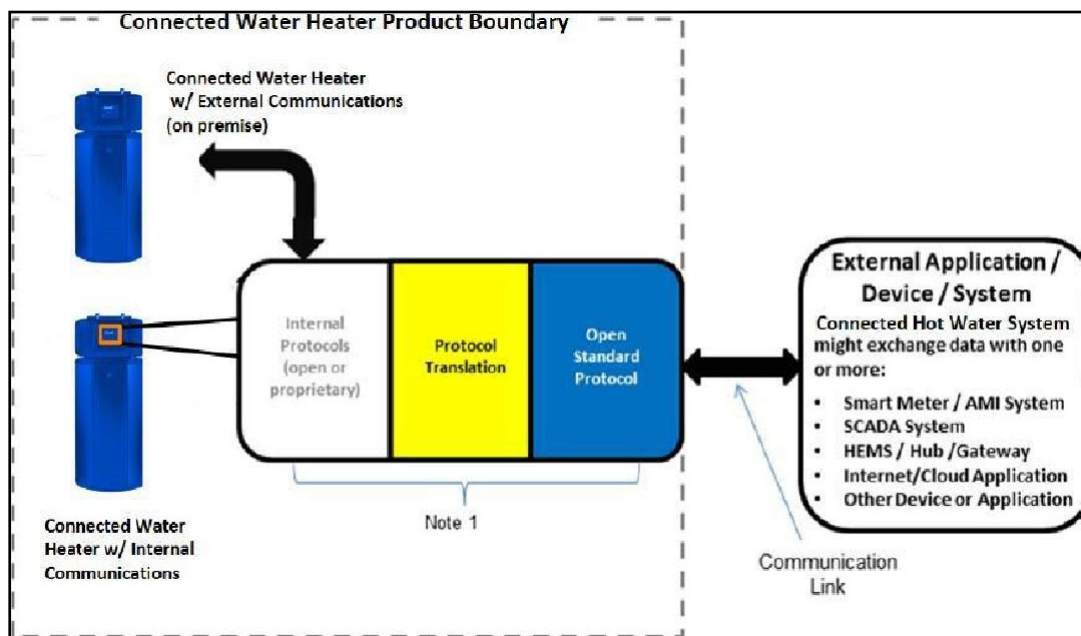 Connected Water Heater Product Boundary
Connected Water Heater
w/ External Communications
(on premise)
Internal
Protocols
(open or
proprietary)
Protocol
Translation
Open
Standard
Protocol
External Application /
Device / System
Connected Hot Water System
might exchange data with one
or more:
• Smart Meter / AMI System
• SCADA System
• HEMS / Hub /Gateway
• Internet/Cloud Application
• Other Device or Application
Note 1
Connected Water
Heater w/ Internal
Communications
Communication
Link